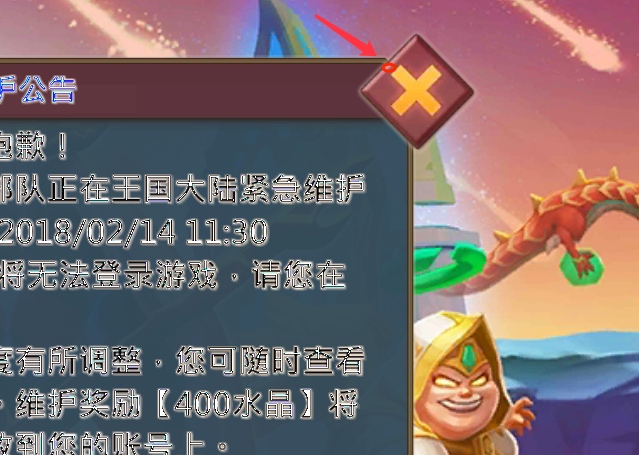 护公告
抱歉！
部队正在王国大陆紧急维护
2018/02/14 11:30
将无法登录游戏，请您在
度有所调整，您可随时查看
，维护奖励【400水晶】将
收到您的账号上。